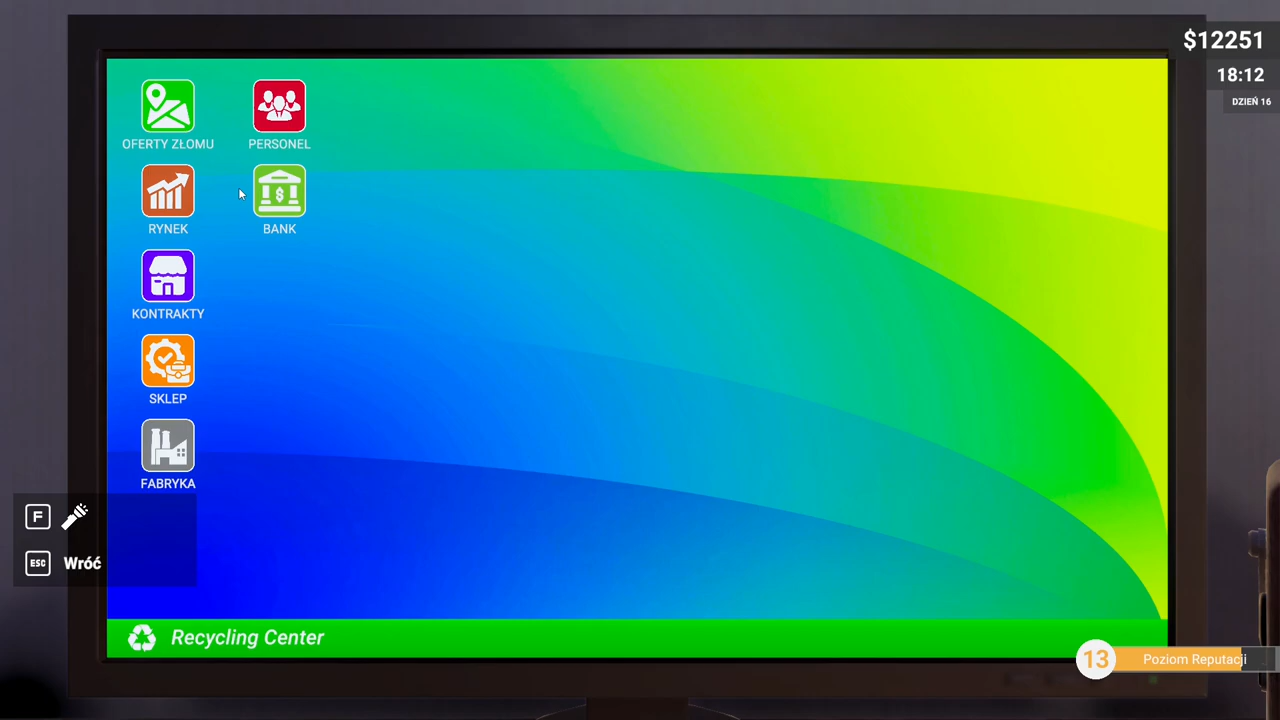 $12251
18:12
DZIEŃ 16
OFERTY ZŁOMU
PERSONEL
RYNEK
BANK
KONTRAKTY
SKLEP
FABRYKA
F
ESC Wróć
Recycling Center
13 Poziom Reputacji